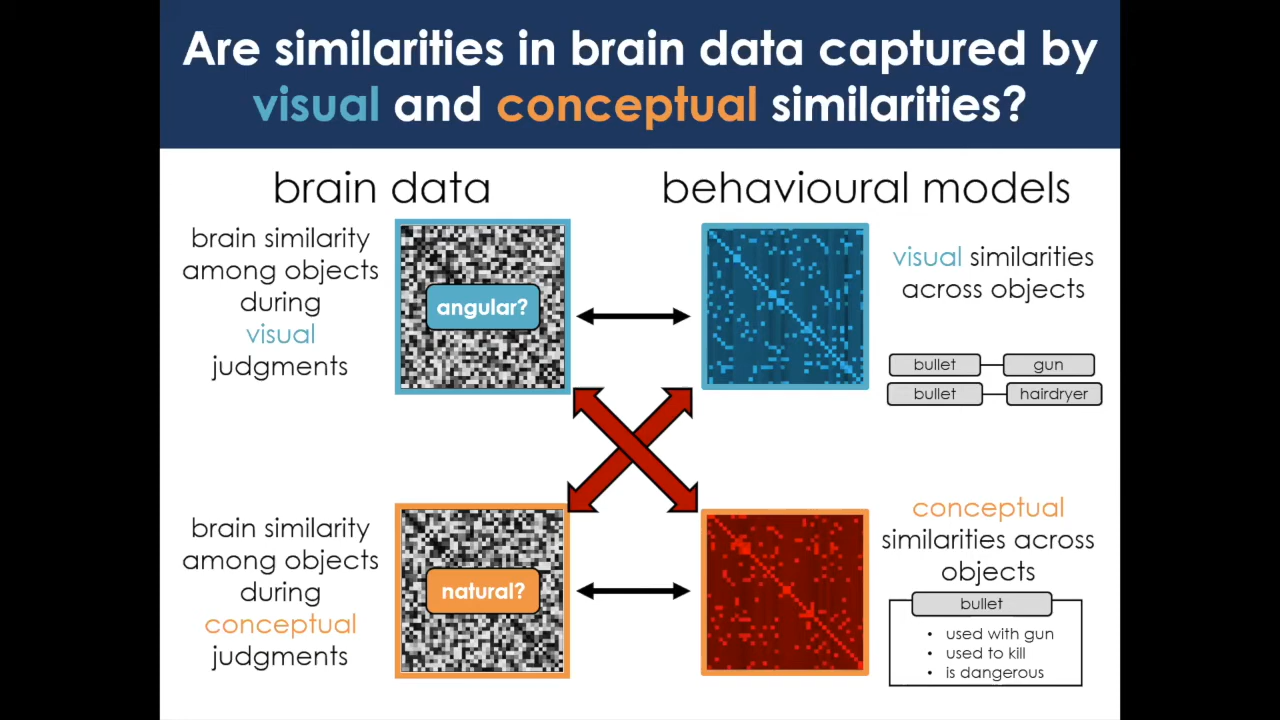 Are similarities in brain data captured by
visual and conceptual similarities?
brain data
behavioural models
brain similarity
among objects
during
visual
judgments
angular?
visual similarities
across objects
bullet
gun
bullet
hairdryer
brain similarity
among objects
during
conceptual
judgments
natural?
conceptual
similarities across
objects
bullet
• used with gun
• used to kill
• is dangerous